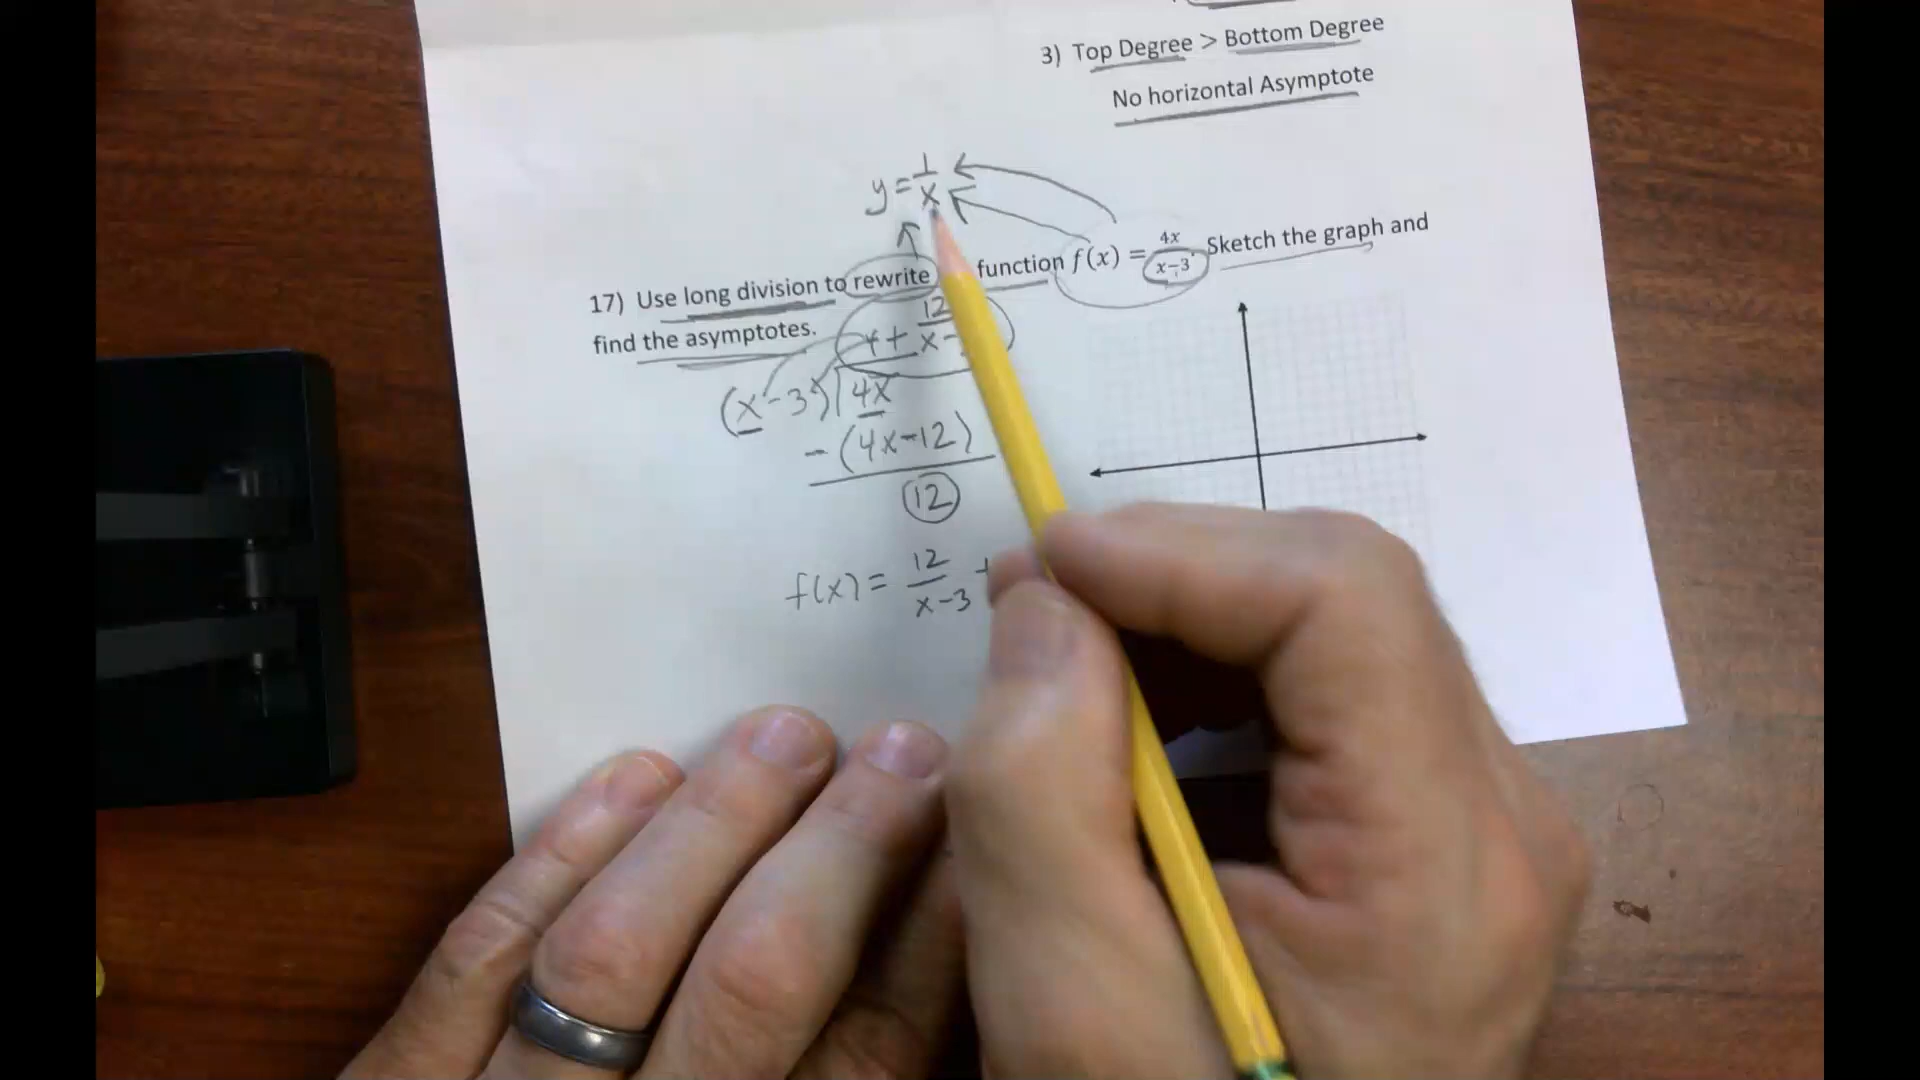 3) Top Degree > Bottom Degree
No horizontal Asymptote
y = 1/x
17) Use long division to rewrite function f(x) = 4x/(x−3). Sketch the graph and
find the asymptotes.
4 + 12/x−
(x−3) 4x
−(4x−12)
12
f(x) = 12/(x−3) +